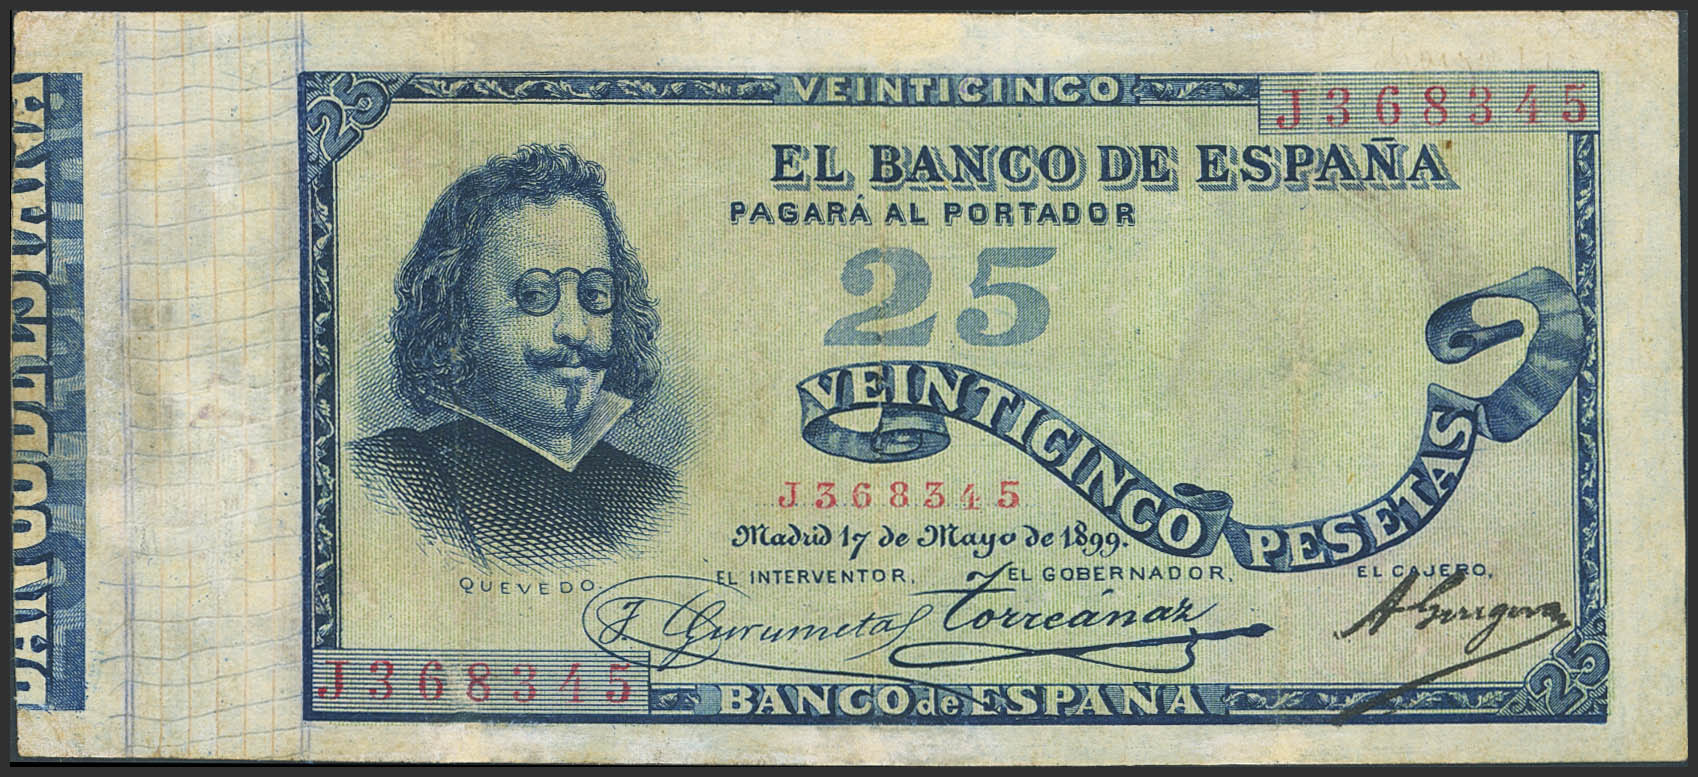 VEINTICINCO
25
J368345
EL BANCO DE ESPAÑA
PAGARÁ AL PORTADOR
25
VEINTICINCO PESETAS
J368345
Madrid 17 de Mayo de 1899.
QUEVEDO.
EL INTERVENTOR,
EL GOBERNADOR,
EL CAJERO,
Torreánaz
J368345
BANCO de ESPAÑA
25